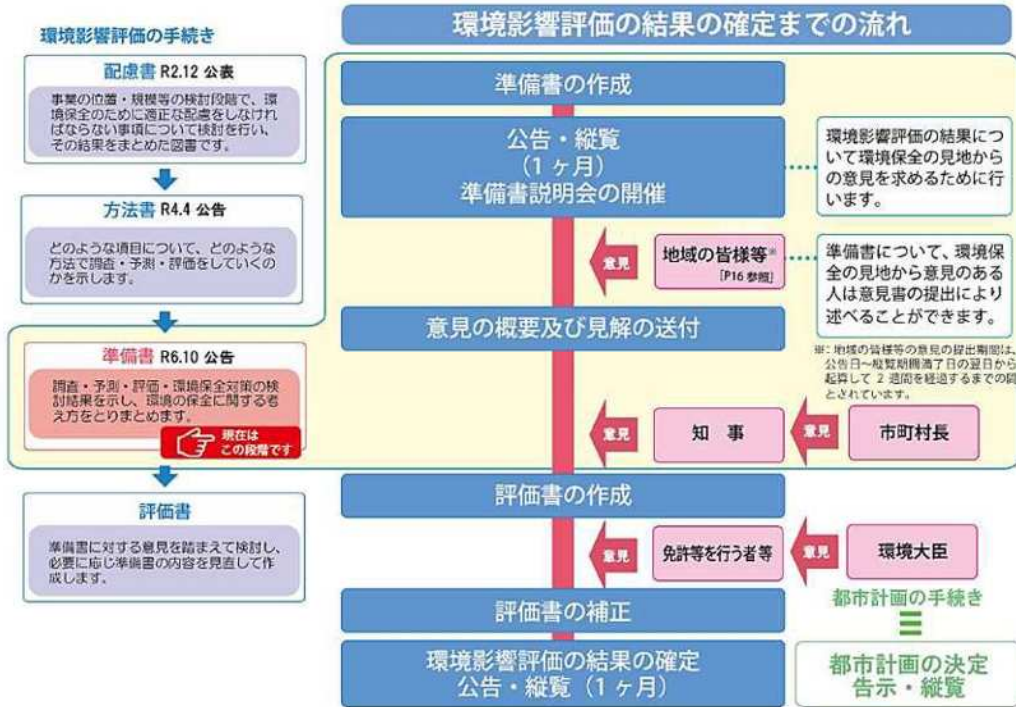 環境影響評価の手続き
配慮書 R2.12 公表
事業の位置・規模等の検討段階で、環
境保全のために適正な配慮をしなければ
ならない事項について検討を行い、
その結果をまとめた図書です。
方法書 R4.4 公告
どのような項目について、どのような
方法で調査・予測・評価をしていくの
かを示します。
準備書 R6.10 公告
調査・予測・評価・環境保全対策の検
討結果を示し、環境の保全に関する考
え方をとりまとめます。
現在は
この段階です
評価書
準備書に対する意見を踏まえて検討し、
必要に応じ準備書の内容を見直して作
成します。
環境影響評価の結果の確定までの流れ
準備書の作成
公告・縦覧
(1ヶ月)
準備書説明会の開催
環境影響評価の結果につ
いて環境保全の見地から
の意見を求めるために行
います。
意見
地域の皆様等※
[P16 参照]
準備書について、環境保
全の見地から意見のある
人は意見書の提出により
述べることができます。
※：地域の皆様等の意見の提出期間は、
公告日～縦覧期間満了日の翌日から
起算して 2 週間を経過するまでの間
とされています。
意見の概要及び見解の送付
意見
知 事
意見
市町村長
評価書の作成
意見
免許等を行う者等
意見
環境大臣
評価書の補正
環境影響評価の結果の確定
公告・縦覧 (1ヶ月)
都市計画の手続き
都市計画の決定
告示・縦覧